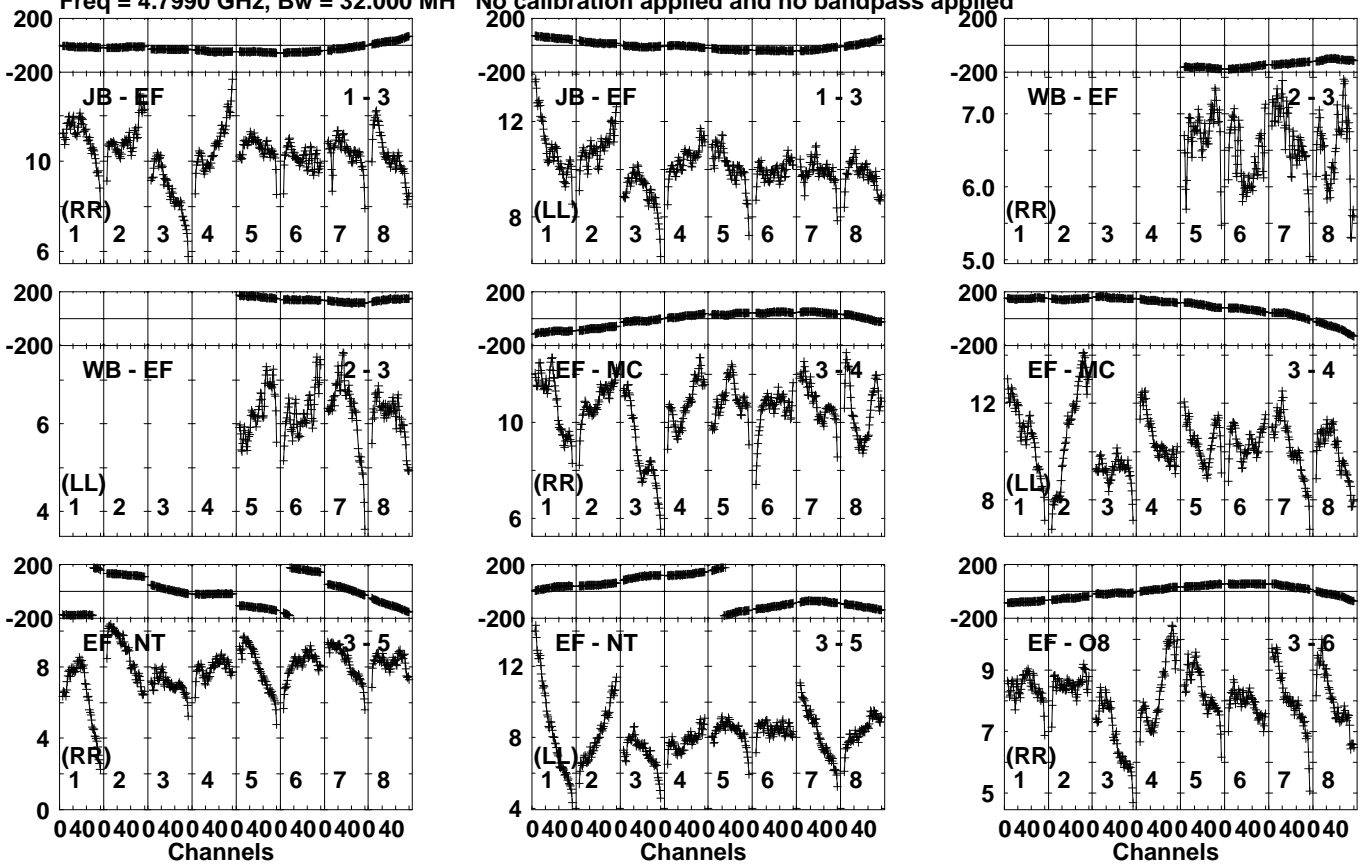 Freq = 4.7990 GHz, Bw = 32.000 MH No calibration applied and no bandpass applied
200
-200
JB - EF 1 - 3
10
6
(RR)
1 2 3 4 5 6 7 8
200
-200
JB - EF 1 - 3
12
8
(LL)
1 2 3 4 5 6 7 8
200
-200
WB - EF 2 - 3
7.0
6.0
5.0
(RR)
1 2 3 4 5 6 7 8
200
-200
WB - EF 2 - 3
6
4
(LL)
1 2 3 4 5 6 7 8
200
-200
EF - MC 3 - 4
10
6
(RR)
1 2 3 4 5 6 7 8
200
-200
EF - MC 3 - 4
12
8
(LL)
1 2 3 4 5 6 7 8
200
-200
EF - NT 3 - 5
8
4
0
(RR)
1 2 3 4 5 6 7 8
0 40 0 40 0 40 0 40 0 40 0 40 0 40 0 40
Channels
200
-200
EF - NT 3 - 5
12
8
4
(LL)
1 2 3 4 5 6 7 8
0 40 0 40 0 40 0 40 0 40 0 40 0 40 0 40
Channels
200
-200
EF - O8 3 - 6
9
7
5
(RR)
1 2 3 4 5 6 7 8
0 40 0 40 0 40 0 40 0 40 0 40 0 40 0 40
Channels